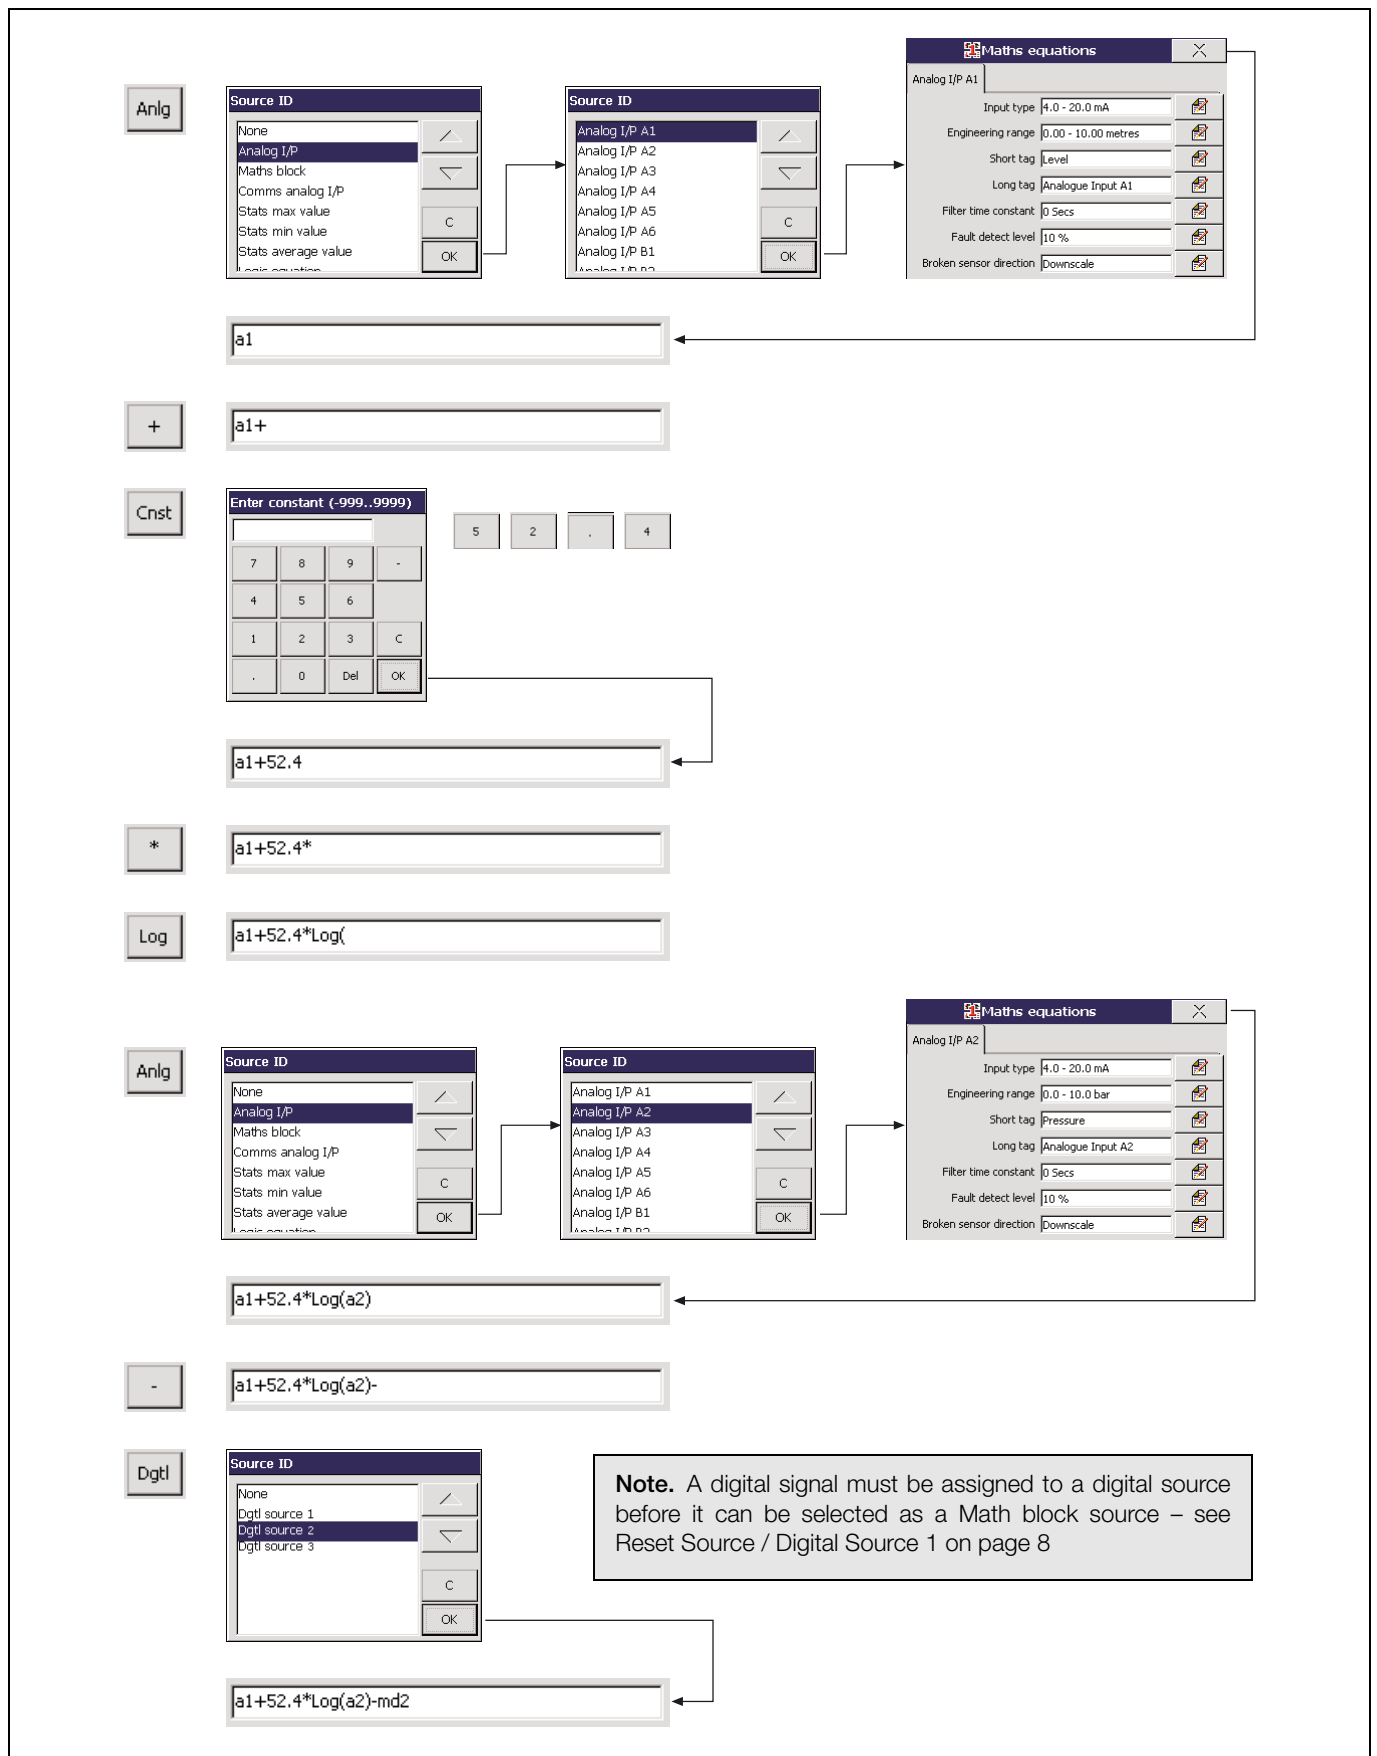 Anlg
Source ID
None
Analog I/P
Maths block
Comms analog I/P
Stats max value
Stats min value
Stats average value
Logic equation
C
OK
Source ID
Analog I/P A1
Analog I/P A2
Analog I/P A3
Analog I/P A4
Analog I/P A5
Analog I/P A6
Analog I/P B1
Analog I/P B2
C
OK
Maths equations
Analog I/P A1
Input type 4.0 - 20.0 mA
Engineering range 0.00 - 10.00 metres
Short tag Level
Long tag Analogue Input A1
Filter time constant 0 Secs
Fault detect level 10 %
Broken sensor direction Downscale
a1
+
a1+
Cnst
Enter constant (-999..9999)
7 8 9 -
4 5 6
1 2 3 C
. 0 Del OK
5 2 . 4
a1+52.4
*
a1+52.4*
Log
a1+52.4*Log(
Anlg
Source ID
None
Analog I/P
Maths block
Comms analog I/P
Stats max value
Stats min value
Stats average value
Logic equation
C
OK
Source ID
Analog I/P A1
Analog I/P A2
Analog I/P A3
Analog I/P A4
Analog I/P A5
Analog I/P A6
Analog I/P B1
Analog I/P B2
C
OK
Maths equations
Analog I/P A2
Input type 4.0 - 20.0 mA
Engineering range 0.0 - 10.0 bar
Short tag Pressure
Long tag Analogue Input A2
Filter time constant 0 Secs
Fault detect level 10 %
Broken sensor direction Downscale
a1+52.4*Log(a2)
-
a1+52.4*Log(a2)-
Dgtl
Source ID
None
Dgtl source 1
Dgtl source 2
Dgtl source 3
C
OK
Note. A digital signal must be assigned to a digital source
before it can be selected as a Math block source – see
Reset Source / Digital Source 1 on page 8
a1+52.4*Log(a2)-md2